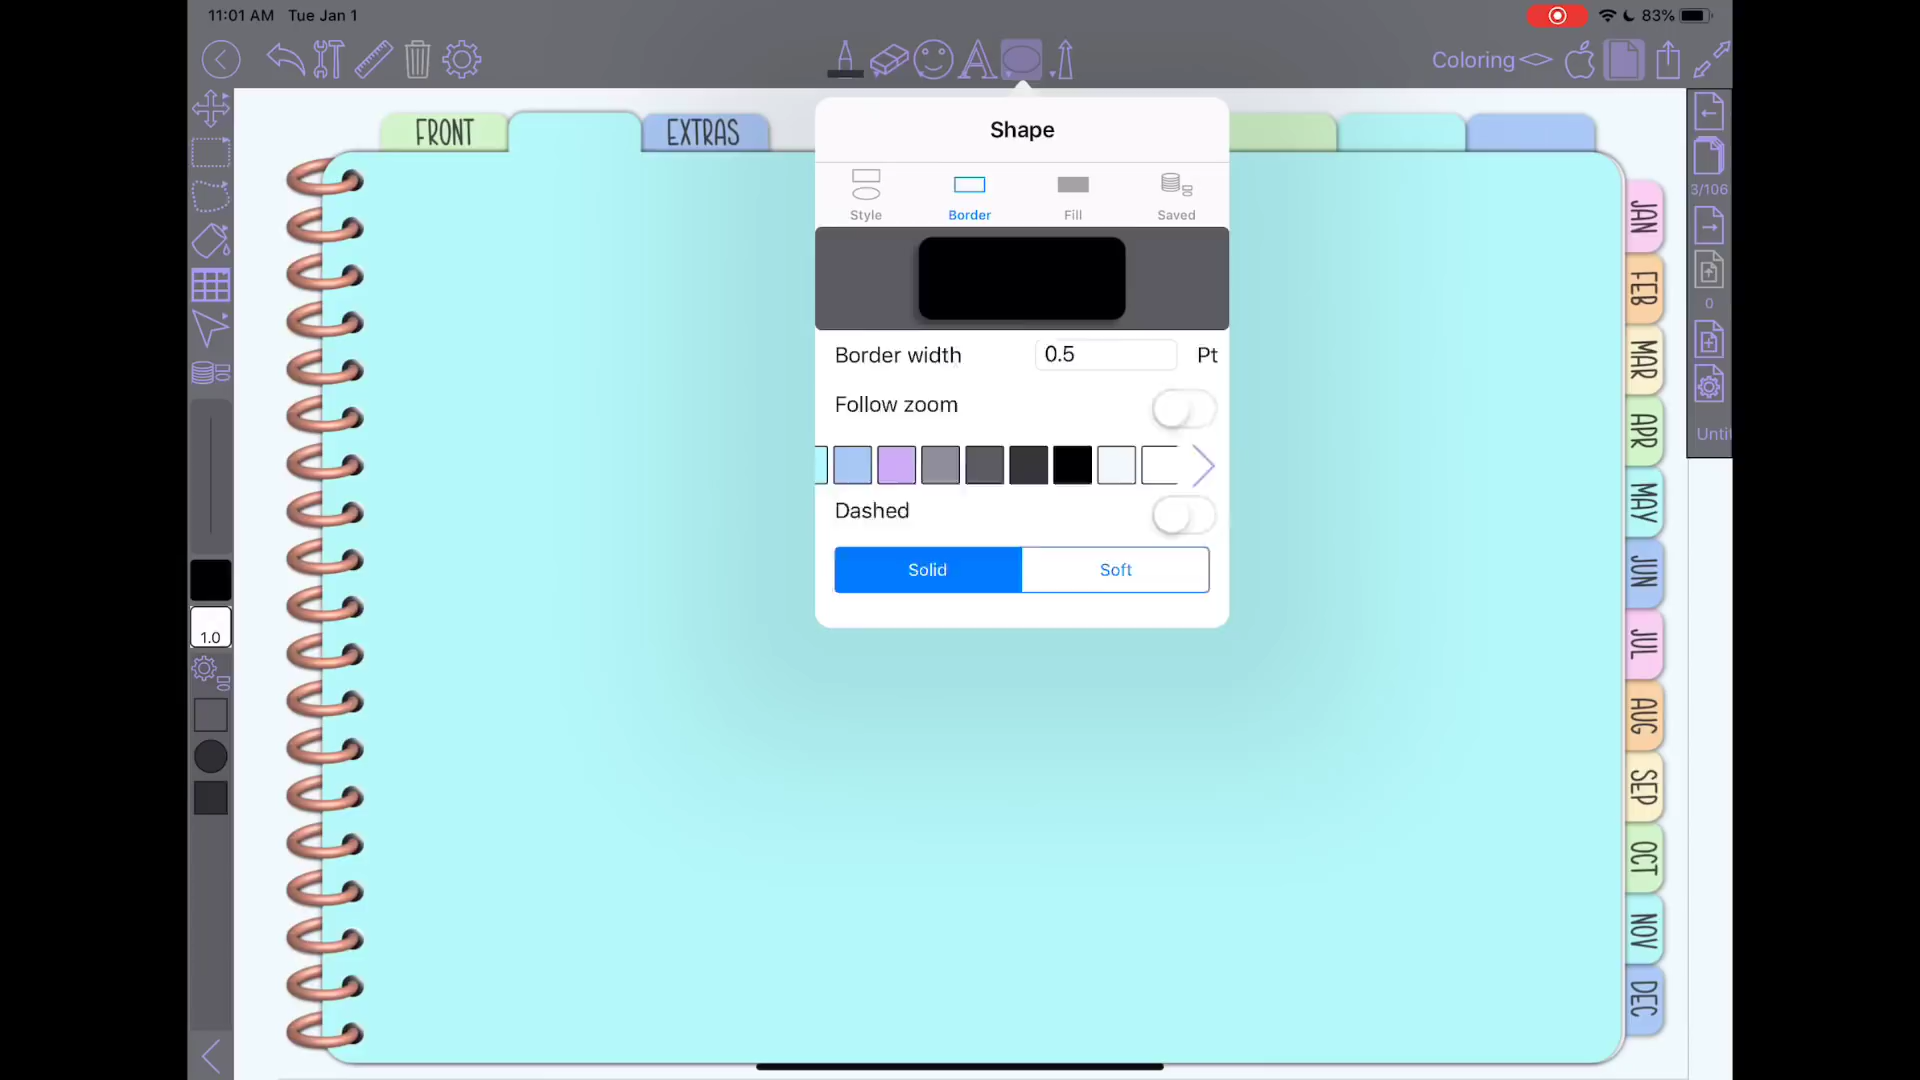 11:01 AM Tue Jan 1
83%
Coloring
FRONT
EXTRAS
Shape
Style
Border
Fill
Saved
Border width
0.5
Pt
Follow zoom
Dashed
Solid
Soft
1.0
3/106
0
Unti
JAN
FEB
MAR
APR
MAY
JUN
JUL
AUG
SEP
OCT
NOV
DEC